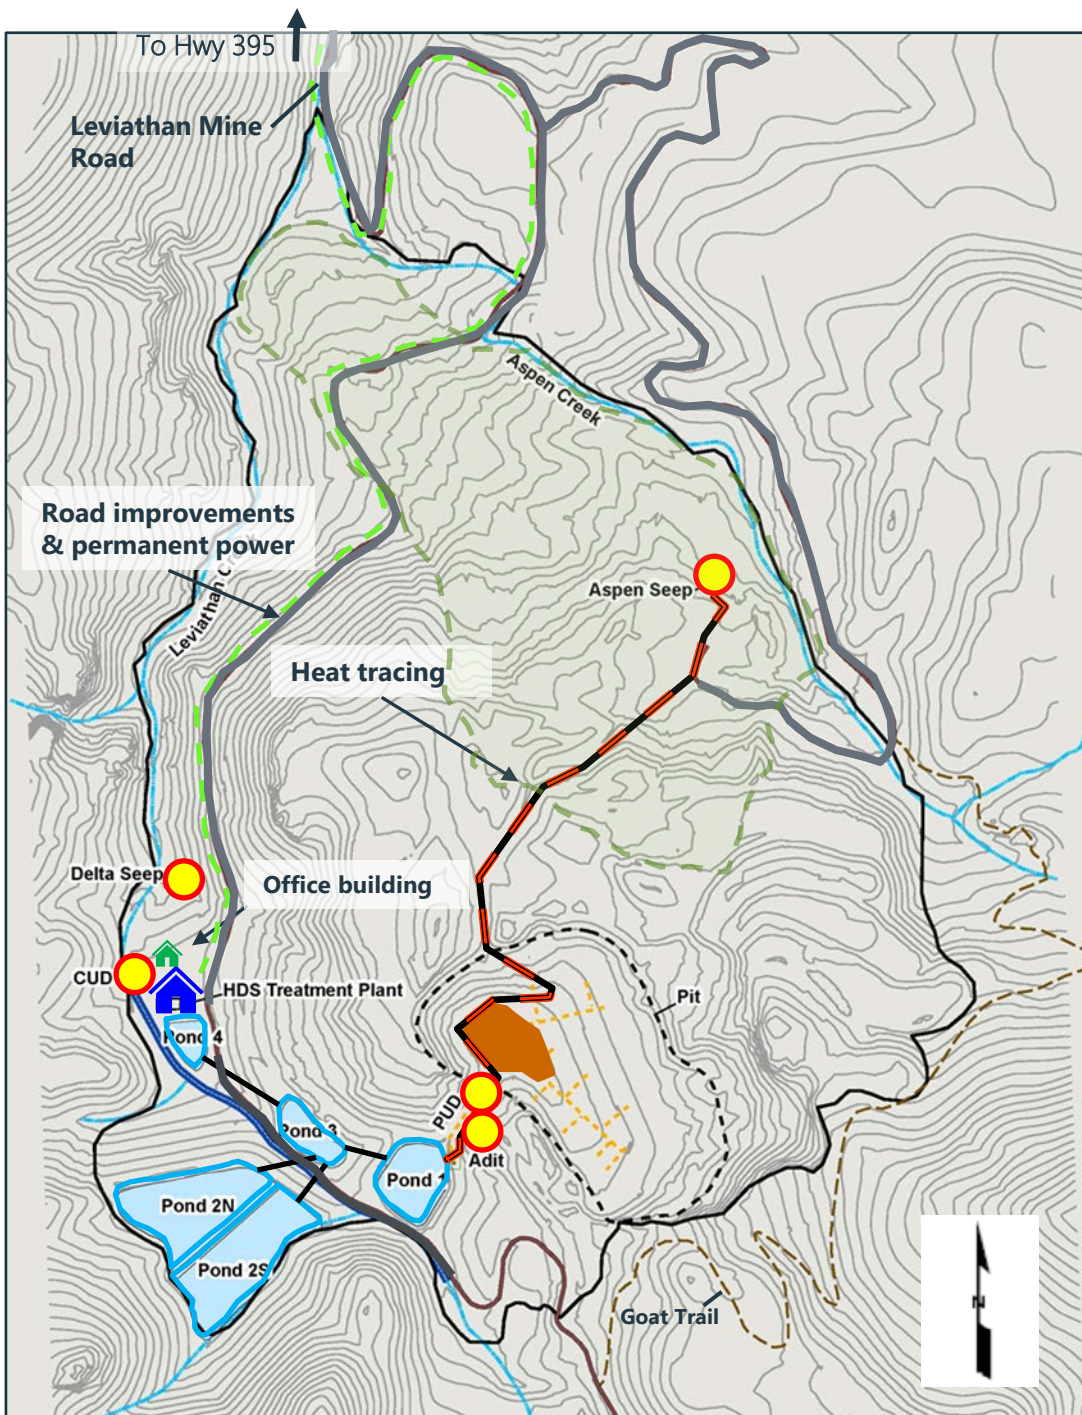 To Hwy 395
Leviathan Mine
Road
Aspen Creek
Road improvements
& permanent power
Leviathan Creek
Aspen Seep
Heat tracing
Delta Seep
Office building
CUD
HDS Treatment Plant
Pit
Pond 4
PUD
Pond 3
Adit
Pond 1
Pond 2N
Pond 2S
Goat Trail
N